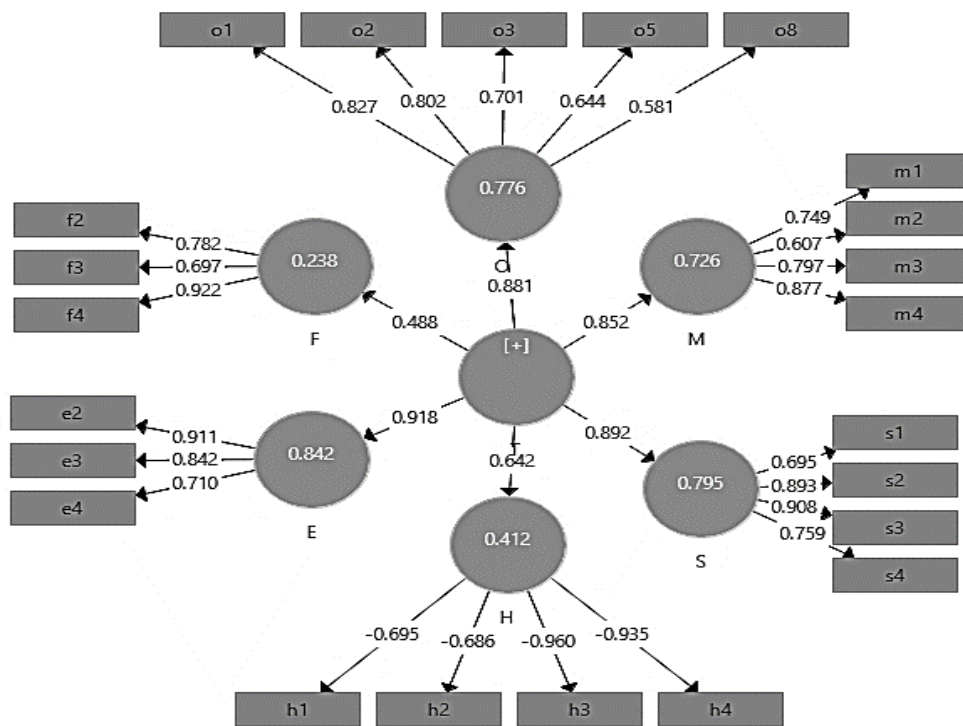 o1 o2 o3 o5 o8
0.827 0.802 0.701 0.644 0.581
0.776
O
0.881
f2
f3
f4
0.782
0.697
0.922
0.238
F
0.488
m1
m2
m3
m4
0.749
0.607
0.797
0.877
0.726
M
0.852
[+]
e2
e3
e4
0.911
0.842
0.710
0.842
E
0.918
0.892
0.642
s1
s2
s3
s4
0.695
0.893
0.908
0.759
0.795
S
0.412
H
-0.695 -0.686 -0.960 -0.935
h1 h2 h3 h4